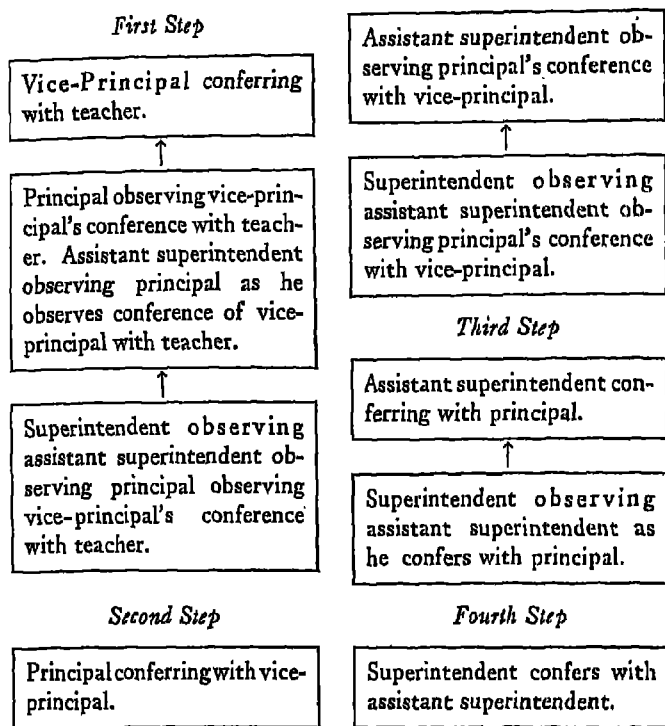 First Step
Vice-Principal conferring
with teacher.
Principal observing vice-prin-
cipal's conference with teach-
er. Assistant superintendent
observing principal as he
observes conference of vice-
principal with teacher.
Superintendent observing
assistant superintendent ob-
serving principal observing
vice-principal's conference
with teacher.
Second Step
Principal conferring with vice-
principal.
Assistant superintendent ob-
serving principal's conference
with vice-principal.
Superintendent observing
assistant superintendent ob-
serving principal's conference
with vice-principal.
Third Step
Assistant superintendent con-
ferring with principal.
Superintendent observing
assistant superintendent as
he confers with principal.
Fourth Step
Superintendent confers with
assistant superintendent.